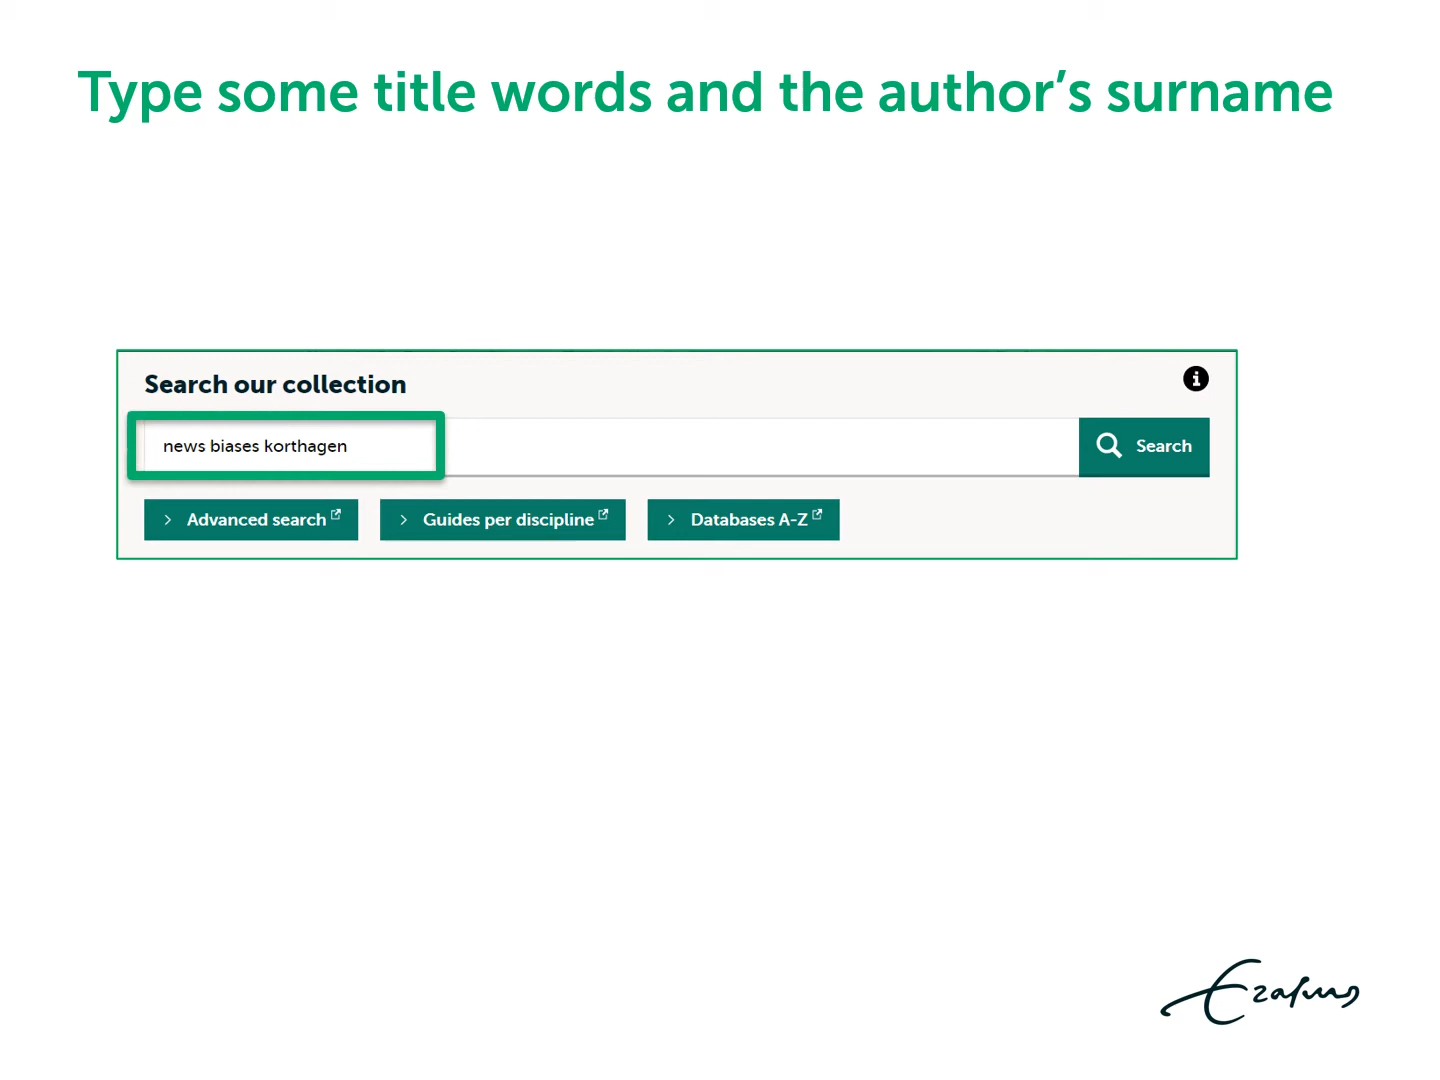 Type some title words and the author’s surname
Search our collection
news biases korthagen
Search
Advanced search
Guides per discipline
Databases A-Z
Erasmus